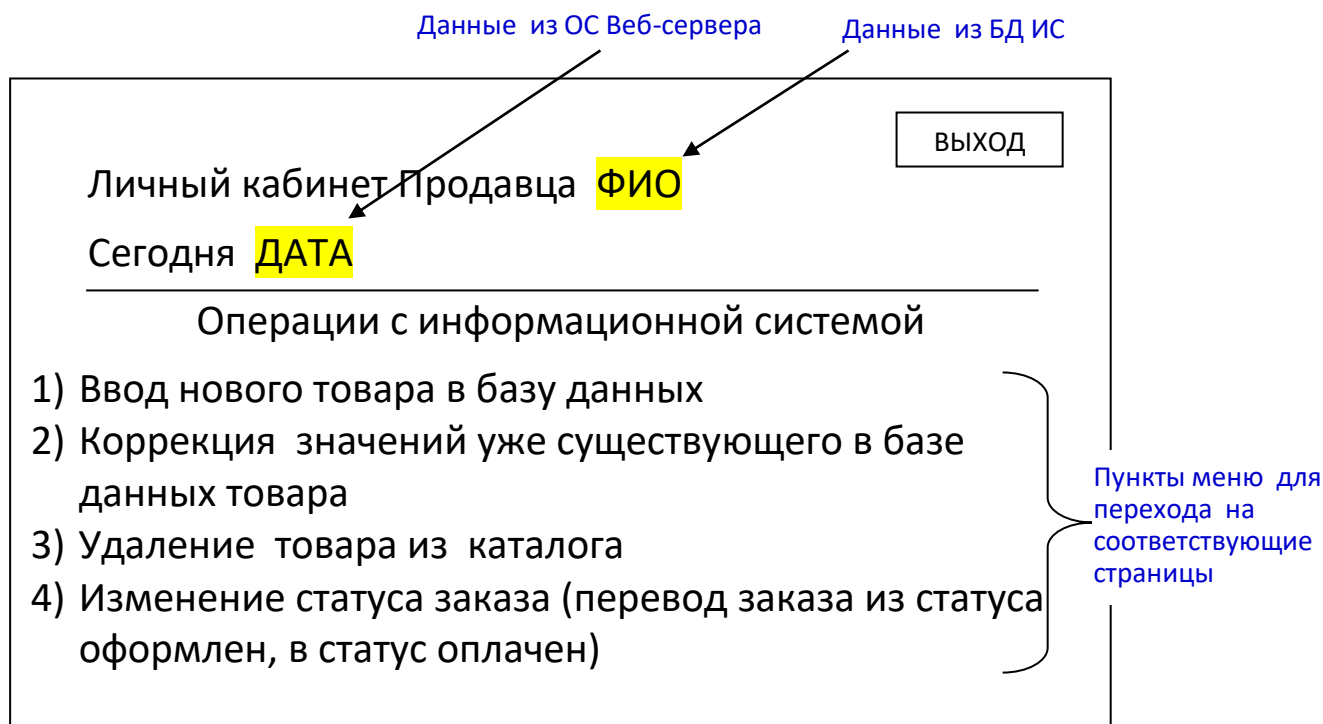 Данные из ОС Веб-сервера
Данные из БД ИС
ВЫХОД
Личный кабинет Продавца ФИО
Сегодня ДАТА
Операции с информационной системой
1) Ввод нового товара в базу данных
2) Коррекция значений уже существующего в базе
данных товара
3) Удаление товара из каталога
4) Изменение статуса заказа (перевод заказа из статуса
оформлен, в статус оплачен)
Пункты меню для
перехода на
соответствующие
страницы